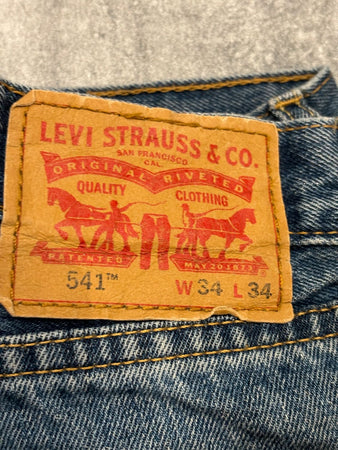 LEVI STRAUSS & CO.
SAN FRANCISCO
CAL.
ORIGINAL RIVETED
QUALITY CLOTHING
PATENTED MAY 20 1873
541™ W 34 L 34